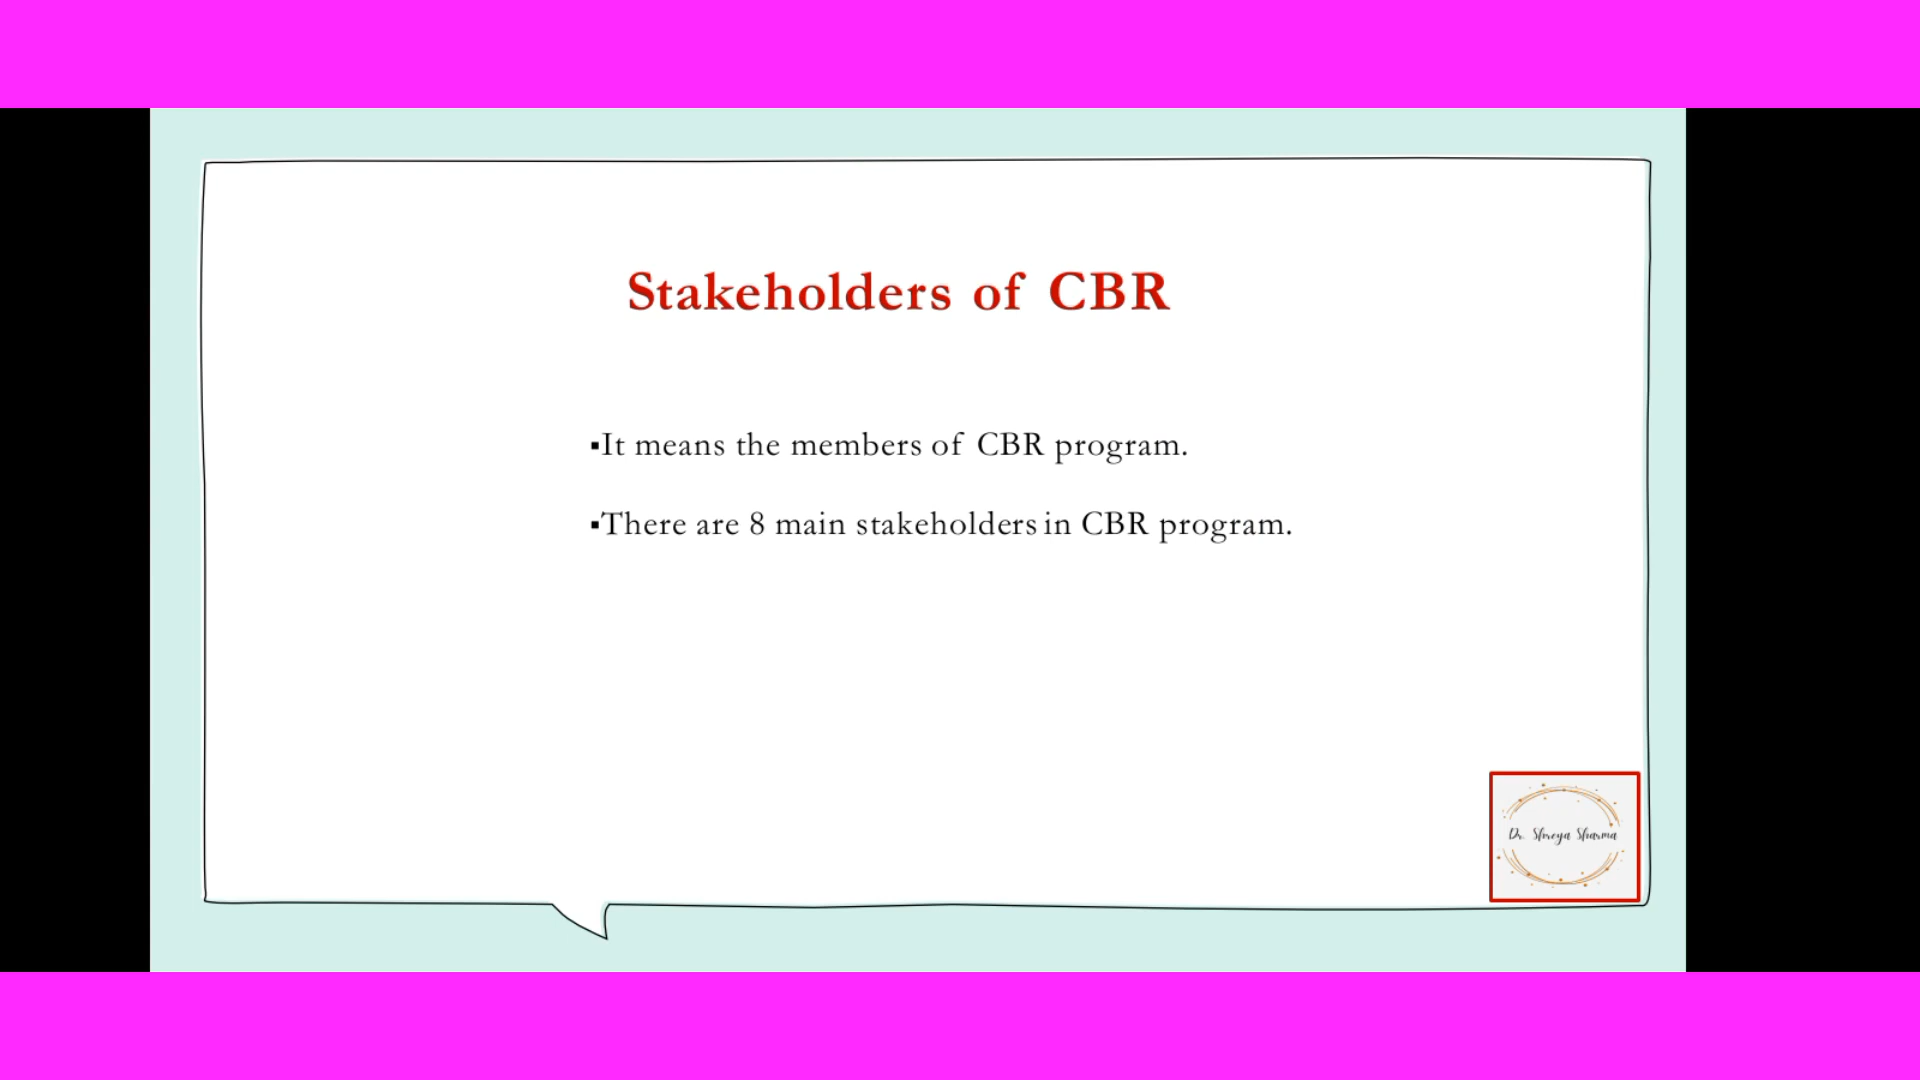 Stakeholders of CBR
▪It means the members of CBR program.
▪There are 8 main stakeholders in CBR program.
Dr. Shreya Sharma